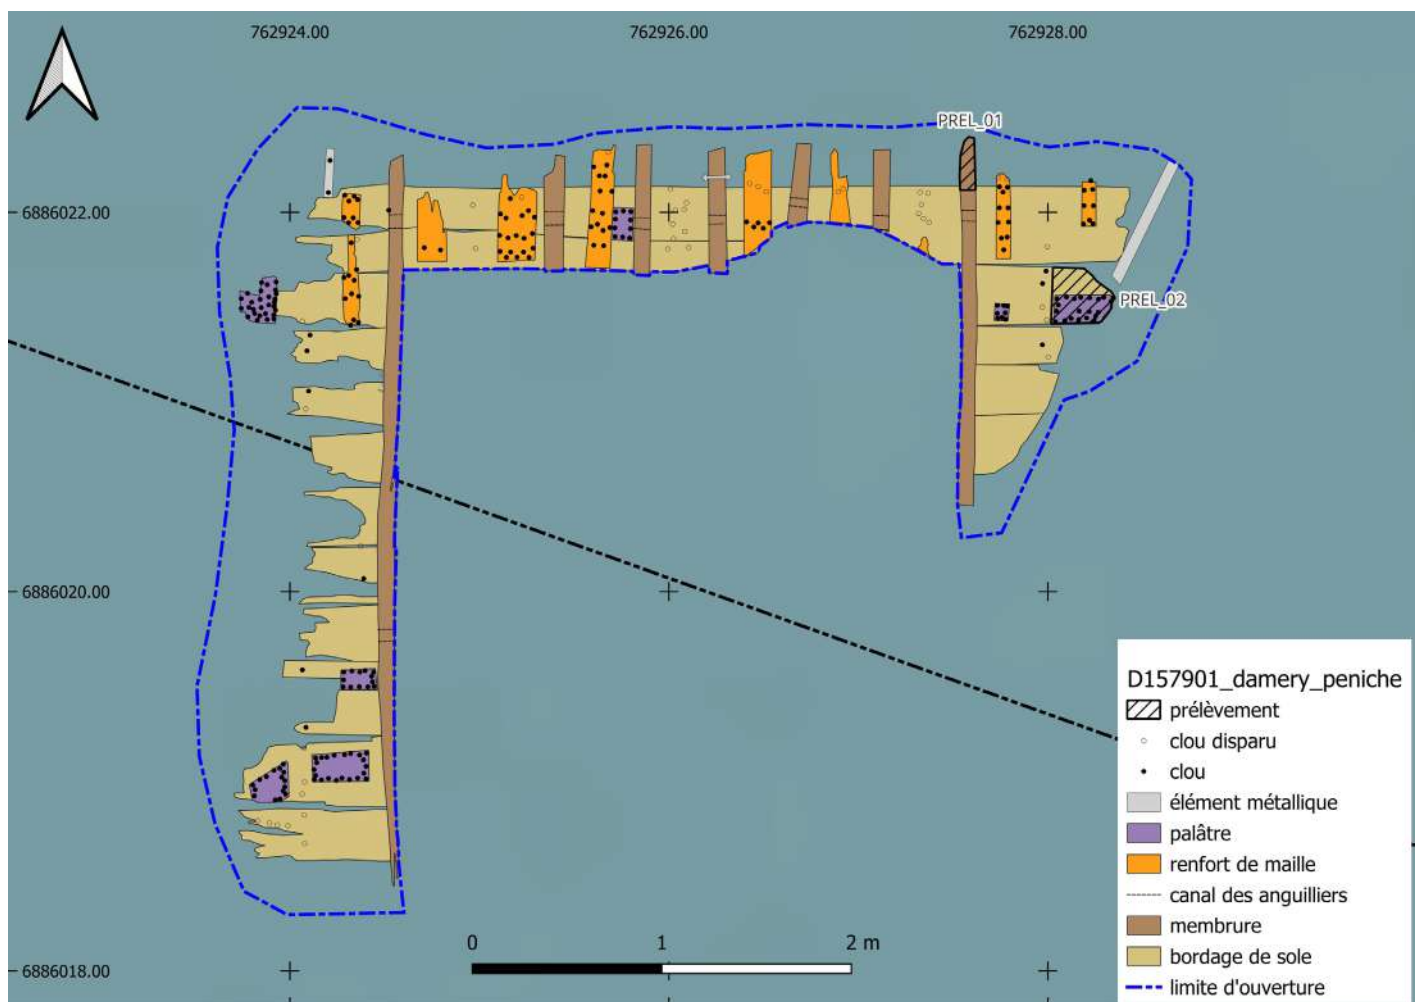 762924.00
762926.00
762928.00
PREL_01
6886022.00
PREL_02
6886020.00
D157901_damery_peniche
prélèvement
clou disparu
clou
élément métallique
palâtre
renfort de maille
canal des anguilliers
membrure
bordage de sole
limite d'ouverture
0
1
2 m
6886018.00